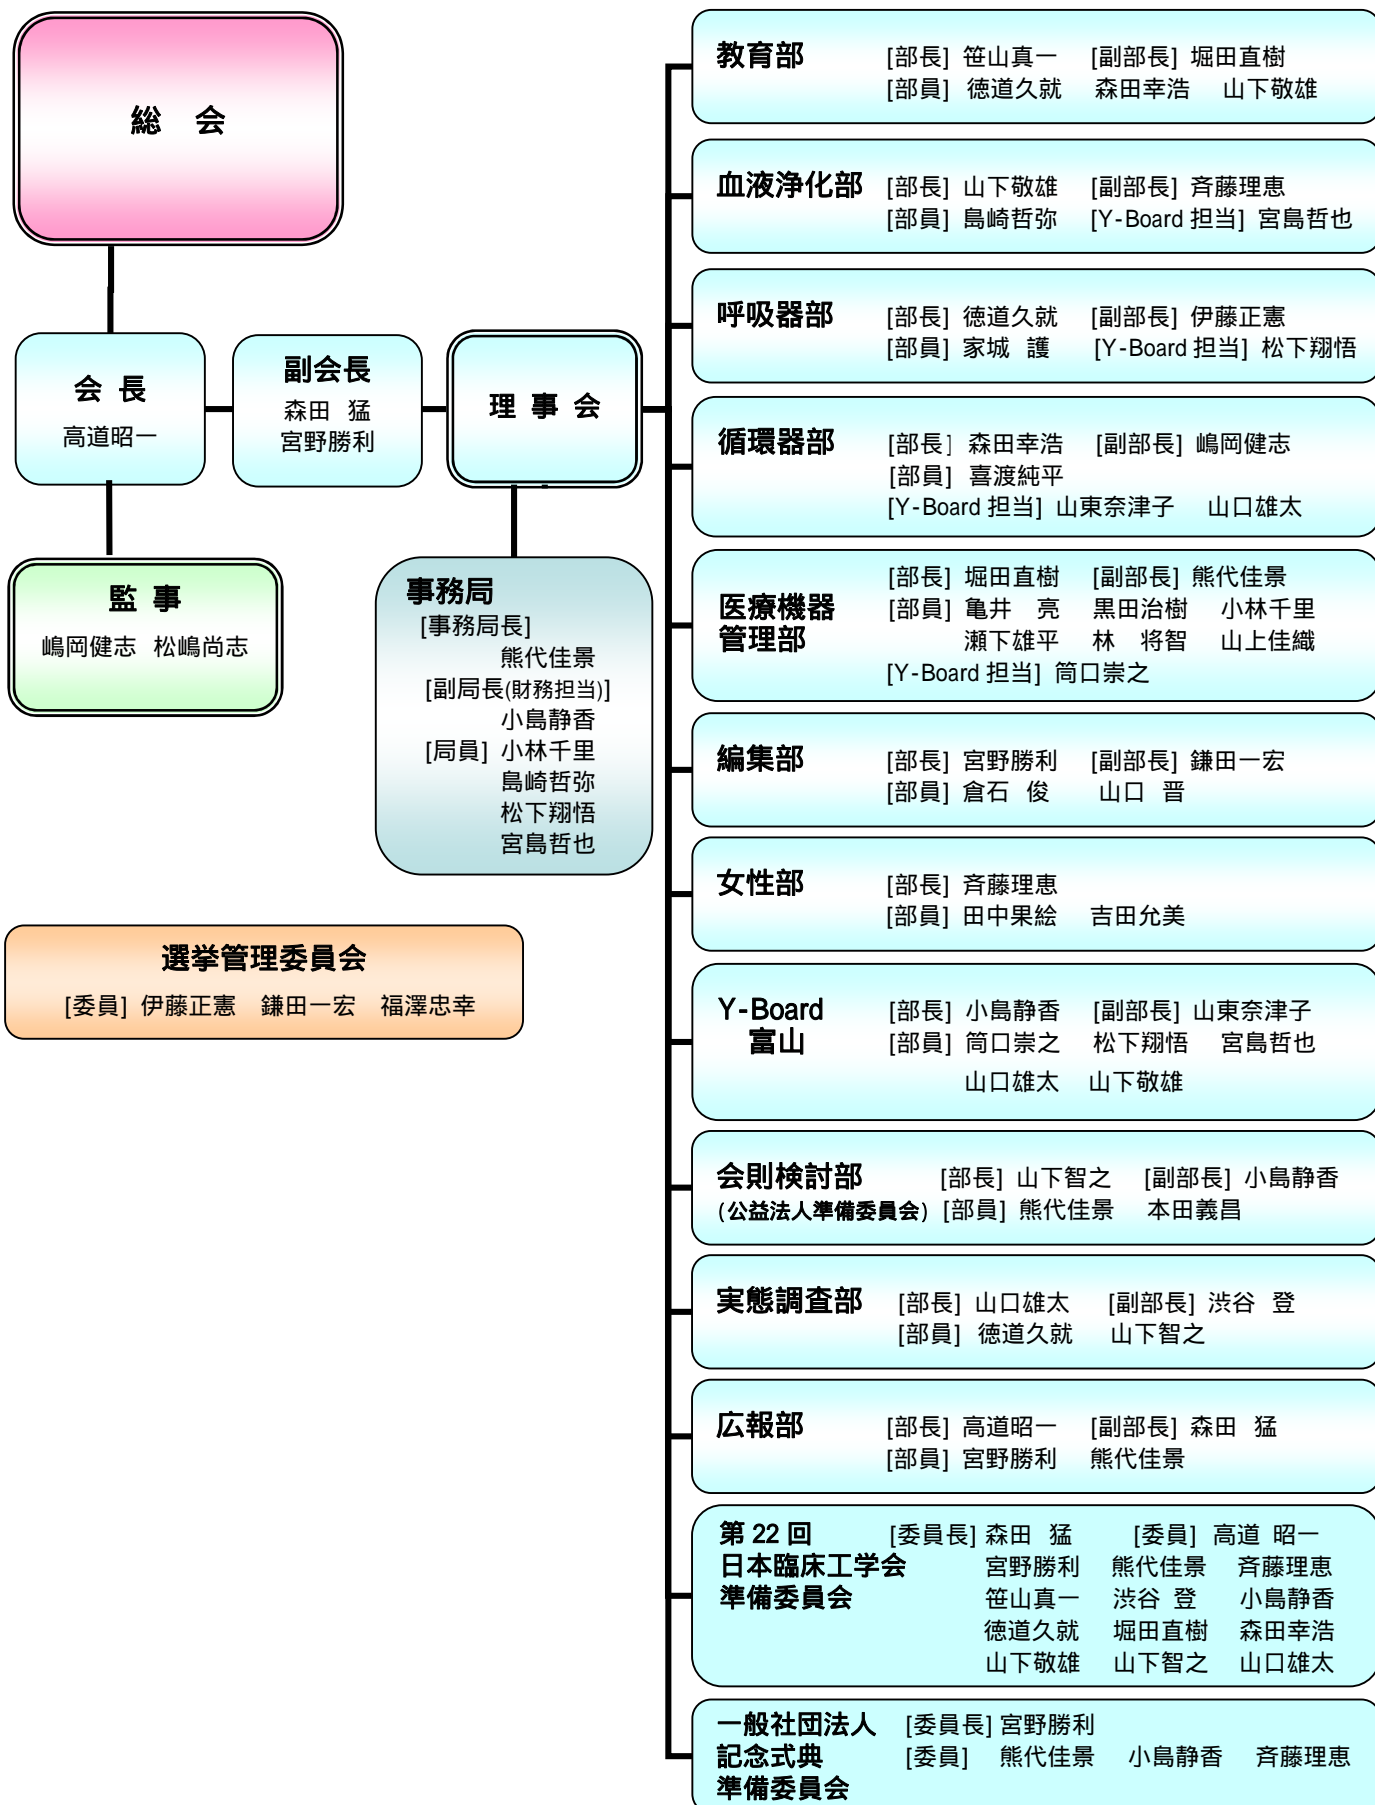 総 会
会 長
高道昭一
副会長
森田 猛
宮野勝利
理 事 会
監 事
嶋岡健志 松嶋尚志
事務局
[事務局長]
熊代佳景
[副局長(財務担当)]
小島静香
[局員] 小林千里
島崎哲弥
松下翔悟
宮島哲也
選挙管理委員会
[委員] 伊藤正憲 鎌田一宏 福澤忠幸
教育部 [部長] 笹山真一 [副部長] 堀田直樹
[部員] 徳道久就 森田幸浩 山下敬雄
血液浄化部 [部長] 山下敬雄 [副部長] 斉藤理恵
[部員] 島崎哲弥 [Y-Board 担当] 宮島哲也
呼吸器部 [部長] 徳道久就 [副部長] 伊藤正憲
[部員] 家城 護 [Y-Board 担当] 松下翔悟
循環器部 [部長] 森田幸浩 [副部長] 嶋岡健志
[部員] 喜渡純平
[Y-Board 担当] 山東奈津子 山口雄太
医療機器
管理部
[部長] 堀田直樹 [副部長] 熊代佳景
[部員] 亀井 亮 黒田治樹 小林千里
瀬下雄平 林 将智 山上佳織
[Y-Board 担当] 筒口崇之
編集部 [部長] 宮野勝利 [副部長] 鎌田一宏
[部員] 倉石 俊 山口 晋
女性部 [部長] 斉藤理恵
[部員] 田中果絵 吉田允美
Y-Board [部長] 小島静香 [副部長] 山東奈津子
富山 [部員] 筒口崇之 松下翔悟 宮島哲也
山口雄太 山下敬雄
会則検討部 [部長] 山下智之 [副部長] 小島静香
(公益法人準備委員会) [部員] 熊代佳景 本田義昌
実態調査部 [部長] 山口雄太 [副部長] 渋谷 登
[部員] 徳道久就 山下智之
広報部 [部長] 高道昭一 [副部長] 森田 猛
[部員] 宮野勝利 熊代佳景
第 22 回 [委員長] 森田 猛 [委員] 高道 昭一
日本臨床工学会 宮野勝利 熊代佳景 斉藤理恵
準備委員会 笹山真一 渋谷 登 小島静香
徳道久就 堀田直樹 森田幸浩
山下敬雄 山下智之 山口雄太
一般社団法人 [委員長] 宮野勝利
記念式典 [委員] 熊代佳景 小島静香 斉藤理恵
準備委員会